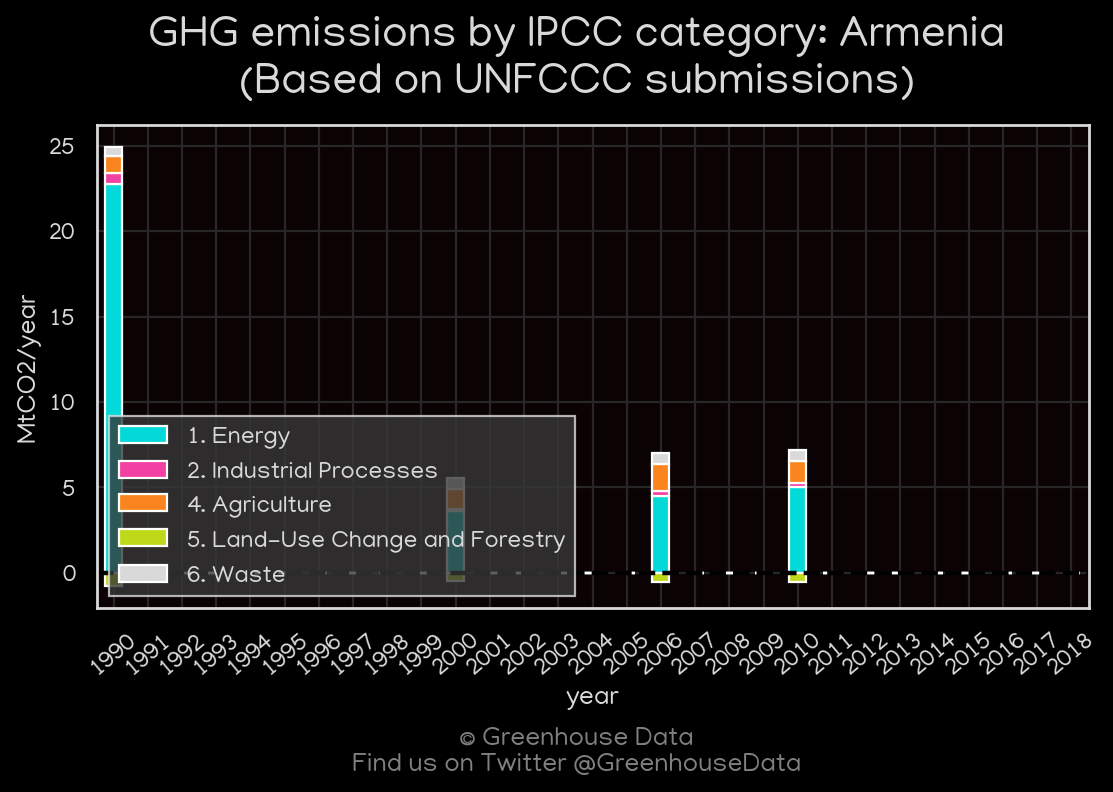 GHG emissions by IPCC category: Armenia
(Based on UNFCCC submissions)
MtCO2/year
25
20
15
10
5
0
1. Energy
2. Industrial Processes
4. Agriculture
5. Land-Use Change and Forestry
6. Waste
1990 1991 1992 1993 1994 1995 1996 1997 1998 1999 2000 2001 2002 2003 2004 2005 2006 2007 2008 2009 2010 2011 2012 2013 2014 2015 2016 2017 2018
year
© Greenhouse Data
Find us on Twitter @GreenhouseData